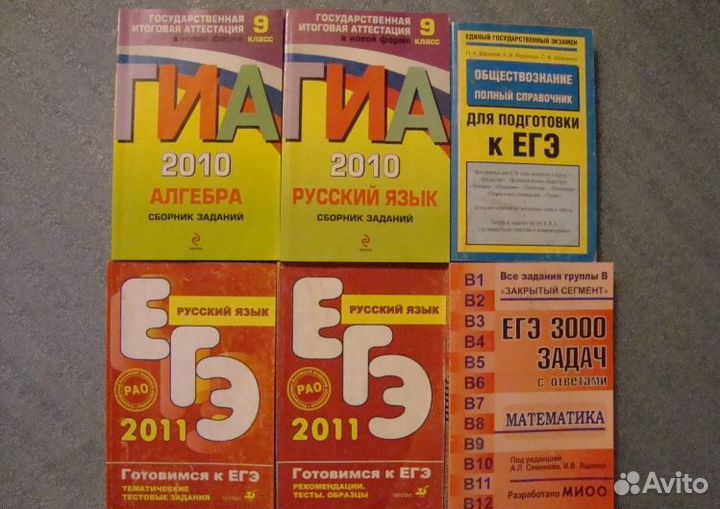 ГОСУДАРСТВЕННАЯ
ИТОГОВАЯ АТТЕСТАЦИЯ
в новой форме
9
класс
ГИА
2010
АЛГЕБРА
СБОРНИК ЗАДАНИЙ
ГОСУДАРСТВЕННАЯ
ИТОГОВАЯ АТТЕСТАЦИЯ
в новой форме
9
класс
ГИА
2010
РУССКИЙ ЯЗЫК
СБОРНИК ЗАДАНИЙ
ЕДИНЫЙ ГОСУДАРСТВЕННЫЙ ЭКЗАМЕН
ОБЩЕСТВОЗНАНИЕ
ПОЛНЫЙ СПРАВОЧНИК
ДЛЯ ПОДГОТОВКИ
К ЕГЭ
РУССКИЙ ЯЗЫК
ЕГЭ
РАО
2011
Готовимся к ЕГЭ
ТЕМАТИЧЕСКИЕ
ТЕСТОВЫЕ ЗАДАНИЯ
РУССКИЙ ЯЗЫК
ЕГЭ
РАО
2011
Готовимся к ЕГЭ
РЕКОМЕНДАЦИИ.
ТЕСТЫ. ОБРАЗЦЫ
B1
B2
B3
B4
B5
B6
B7
B8
B9
B10
B11
B12
Все задания группы В
«ЗАКРЫТЫЙ СЕГМЕНТ»
ЕГЭ 3000
ЗАДАЧ
с ответами
МАТЕМАТИКА
Под редакцией
А.Л. Семенова, И.В. Ященко
Разработано МИОО
Avito